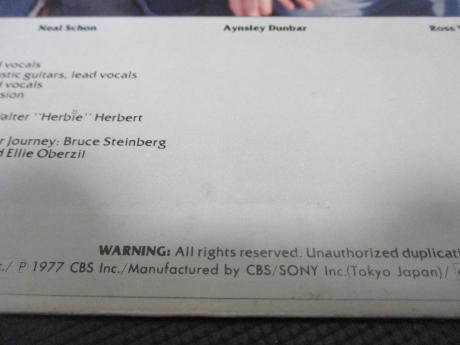 Neal Schon Aynsley Dunbar Ross
vocals
stic guitars, lead vocals
vocals
sion
Walter "Herbie" Herbert
r Journey: Bruce Steinberg
d Ellie Oberzil
WARNING: All rights reserved. Unauthorized duplicat
c./ ℗ 1977 CBS Inc./Manufactured by CBS/SONY Inc.(Tokyo Japan)/